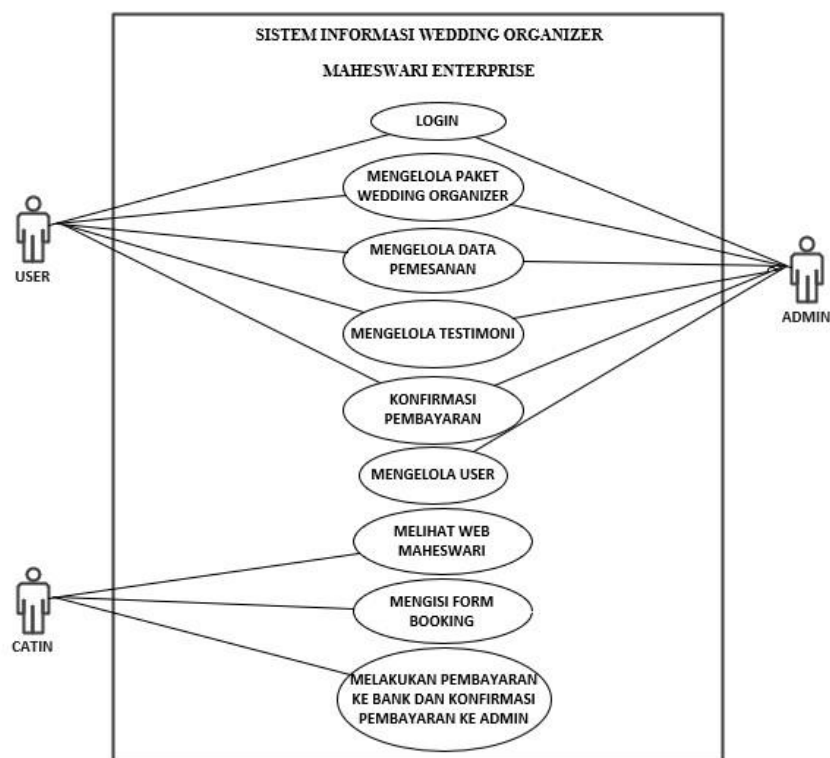 SISTEM INFORMASI WEDDING ORGANIZER
MAHESWARI ENTERPRISE
LOGIN
MENGELOLA PAKET
WEDDING ORGANIZER
USER
MENGELOLA DATA
PEMESANAN
ADMIN
MENGELOLA TESTIMONI
KONFIRMASI
PEMBAYARAN
MENGELOLA USER
MELIHAT WEB
MAHESWARI
MENGISI FORM
BOOKING
CATIN
MELAKUKAN PEMBAYARAN
KE BANK DAN KONFIRMASI
PEMBAYARAN KE ADMIN